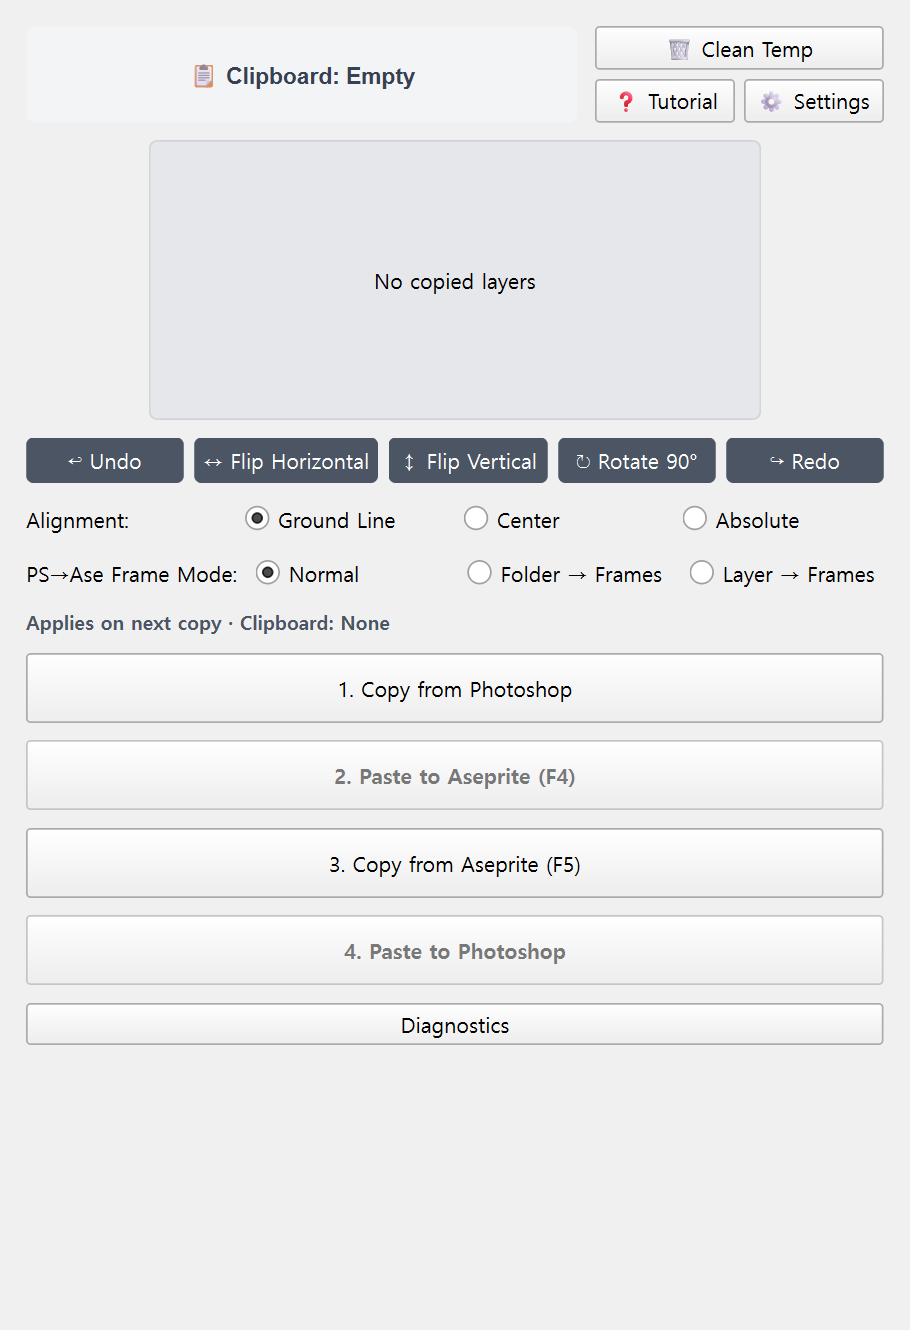 📋 Clipboard: Empty
🗑️ Clean Temp
❓ Tutorial
⚙️ Settings
No copied layers
↩ Undo
↔ Flip Horizontal
↕ Flip Vertical
↻ Rotate 90°
↪ Redo
Alignment: Ground Line Center Absolute
PS→Ase Frame Mode: Normal Folder → Frames Layer → Frames
Applies on next copy · Clipboard: None
1. Copy from Photoshop
2. Paste to Aseprite (F4)
3. Copy from Aseprite (F5)
4. Paste to Photoshop
Diagnostics